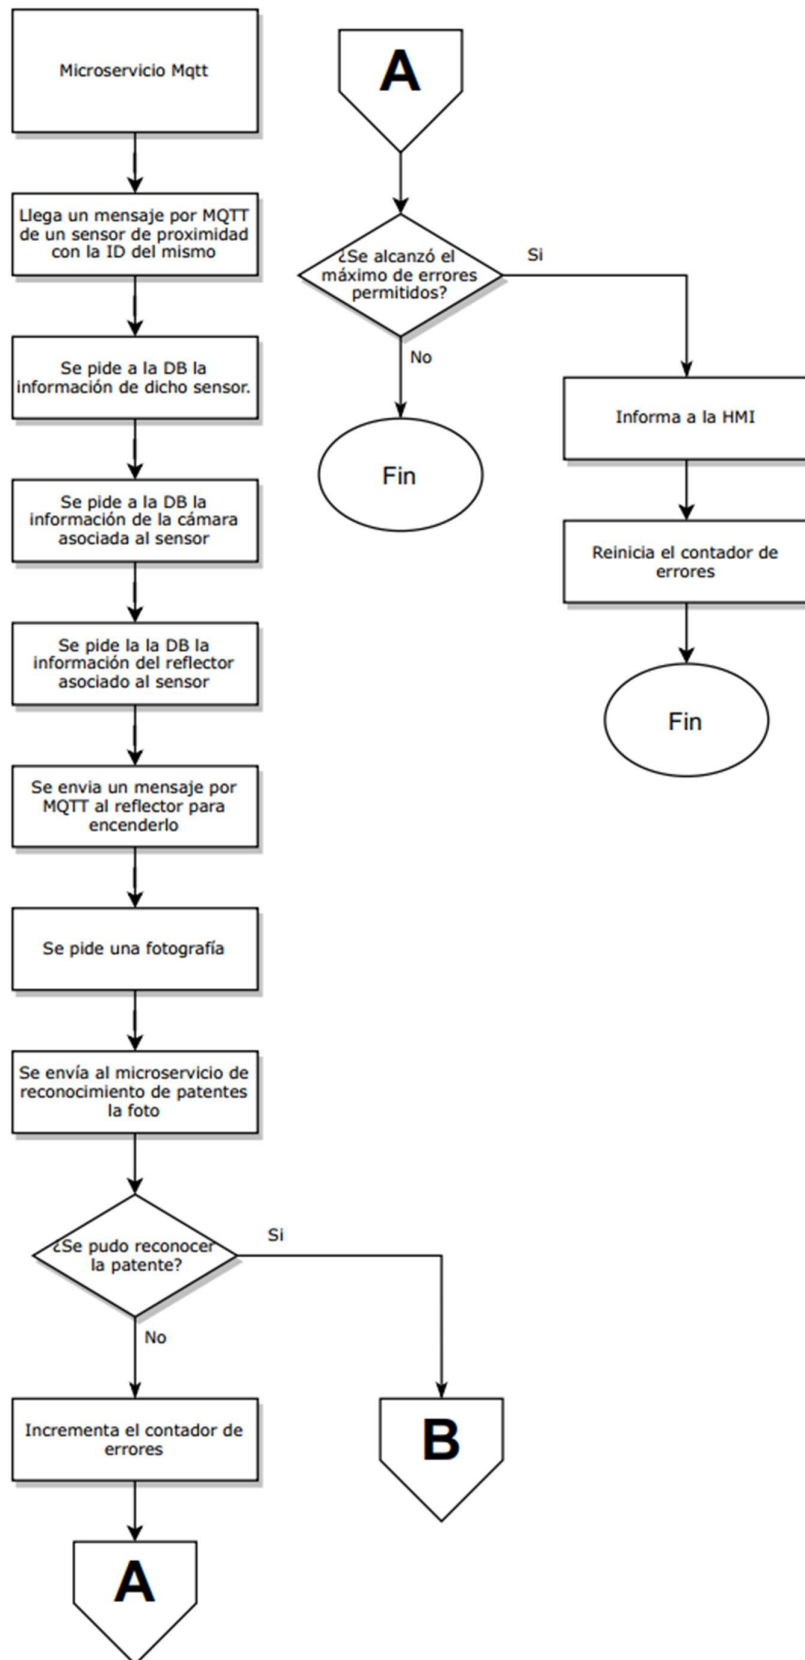 Microservicio Mqtt
Llega un mensaje por MQTT
de un sensor de proximidad
con la ID del mismo
Se pide a la DB la
información de dicho sensor.
Se pide a la DB la
información de la cámara
asociada al sensor
Se pide la la DB la
información del reflector
asociado al sensor
Se envia un mensaje por
MQTT al reflector para
encenderlo
Se pide una fotografía
Se envía al microservicio de
reconocimiento de patentes
la foto
¿Se pudo reconocer
la patente?
Si
No
Incrementa el contador de
errores
A
B
A
¿Se alcanzó el
máximo de errores
permitidos?
Si
No
Fin
Informa a la HMI
Reinicia el contador de
errores
Fin